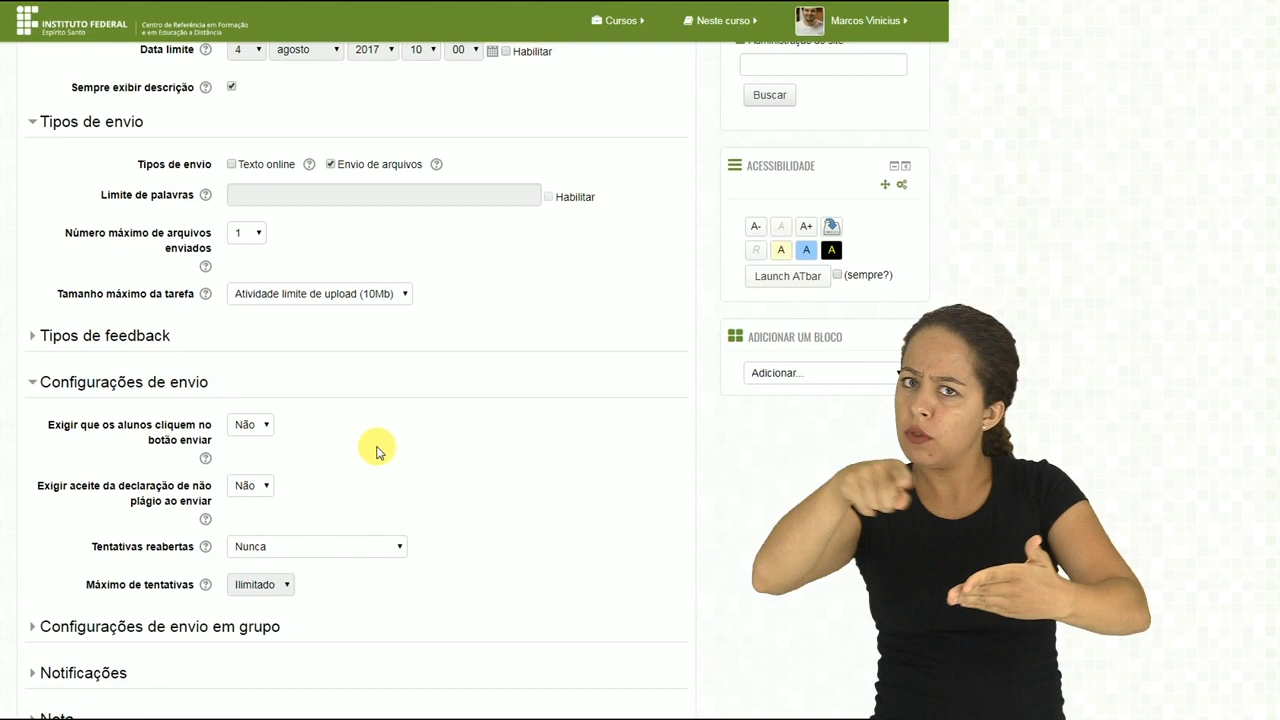 INSTITUTO FEDERAL
Espírito Santo
Centro de Referência em Formação
e em Educação a Distância
Cursos
Neste curso
Marcos Vinicius
Data limite 4 agosto 2017 10 00 Habilitar
Sempre exibir descrição
Tipos de envio
Tipos de envio Texto online Envio de arquivos
Limite de palavras Habilitar
Número máximo de arquivos
enviados
1
Tamanho máximo da tarefa Atividade limite de upload (10Mb)
Tipos de feedback
Configurações de envio
Exigir que os alunos cliquem no
botão enviar
Não
Exigir aceite da declaração de não
plágio ao enviar
Não
Tentativas reabertas Nunca
Máximo de tentativas Ilimitado
Configurações de envio em grupo
Notificações
Nota
Administração do site
Buscar
ACESSIBILIDADE
A- A A+
R A A A
Launch ATbar (sempre?)
ADICIONAR UM BLOCO
Adicionar...